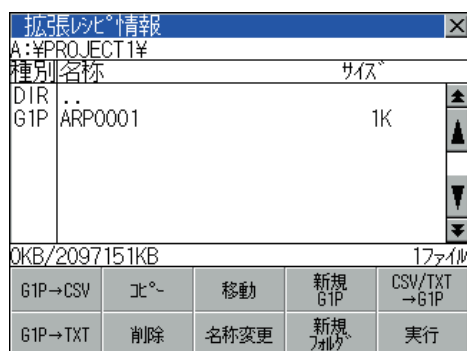 拡張ﾚｼﾋﾟ情報
A:¥PROJECT1¥
種別 名称 ｻｲｽﾞ
DIR ..
G1P ARP0001 1K
0KB/2097151KB 1ﾌｧｲﾙ
G1P→CSV ｺﾋﾟｰ 移動 新規 G1P CSV/TXT →G1P
G1P→TXT 削除 名称変更 新規 ﾌｫﾙﾀﾞ 実行